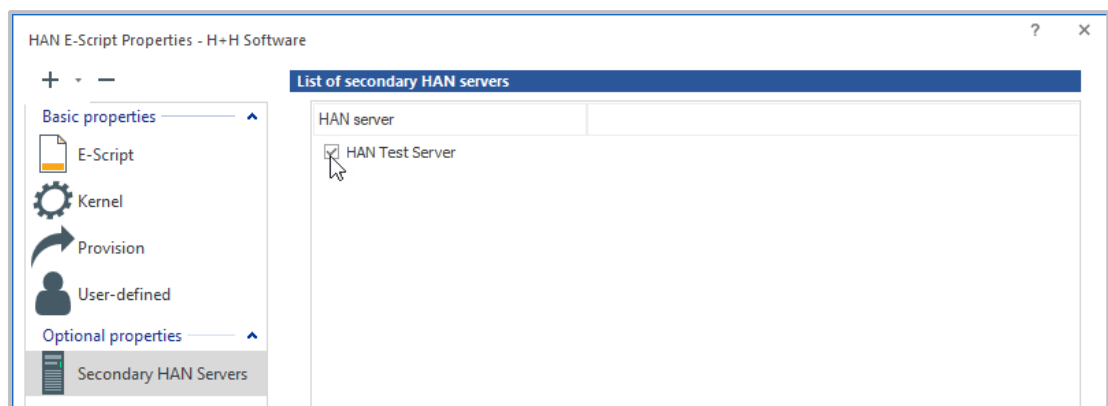 HAN E-Script Properties - H+H Software
? ×
+ - −
List of secondary HAN servers
Basic properties
HAN server
E-Script
HAN Test Server
Kernel
Provision
User-defined
Optional properties
Secondary HAN Servers